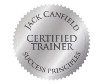 JACK CANFIELD
CERTIFIED
TRAINER
SUCCESS PRINCIPLES